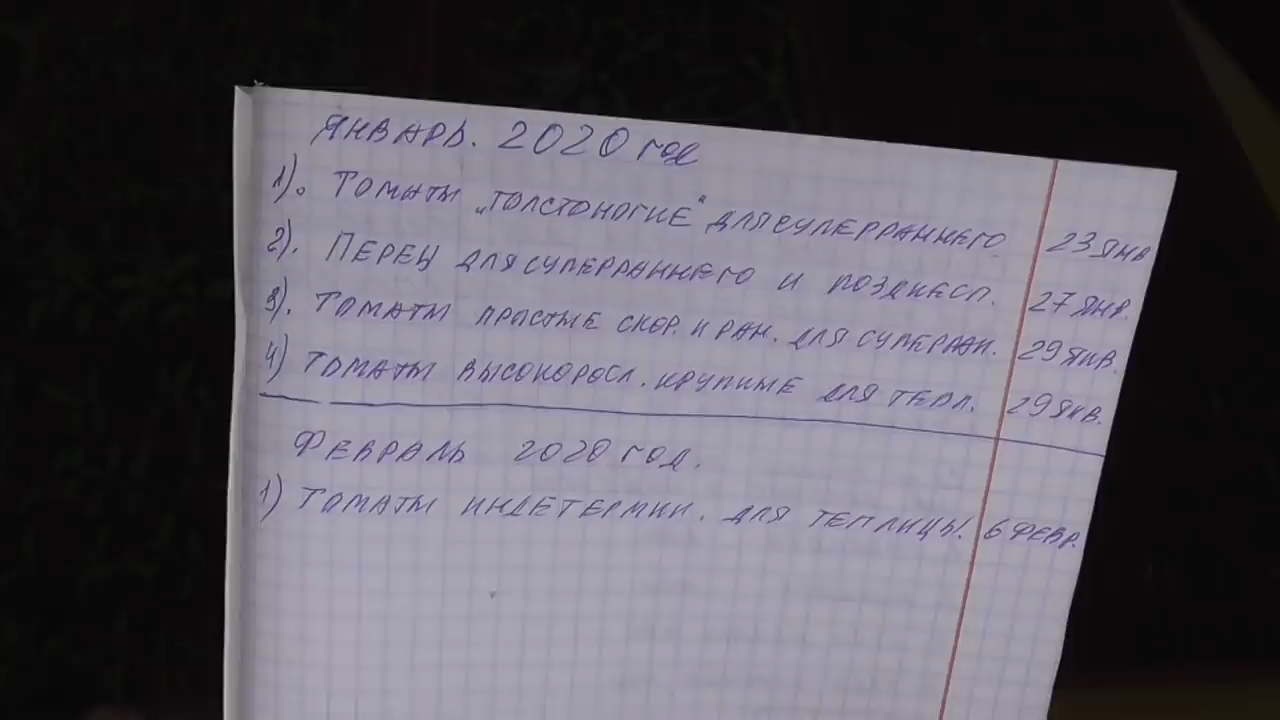 ЯНВАРЬ. 2020 год
1). ТОМАТЫ „ТОЛСТОНОГИЕ" ДЛЯ СУПЕРРАННЕГО 23 ЯНВ
2). ПЕРЕЦ ДЛЯ СУПЕРРАННЕГО И ПОЗДНЕСП. 27 ЯНВ.
3). ТОМАТЫ ПРОСТЫЕ СКОР. И РАН. ДЛЯ СУПЕРРАН. 29 ЯНВ.
4) ТОМАТЫ ВЫСОКОРОСЛ. КРУПНЫЕ ДЛЯ ТЕПЛ. 29 ЯНВ.
ФЕВРАЛЬ 2020 ГОД.
1) ТОМАТЫ ИНДЕТЕРМИН. ДЛЯ ТЕПЛИЦЫ. 6 ФЕВР.